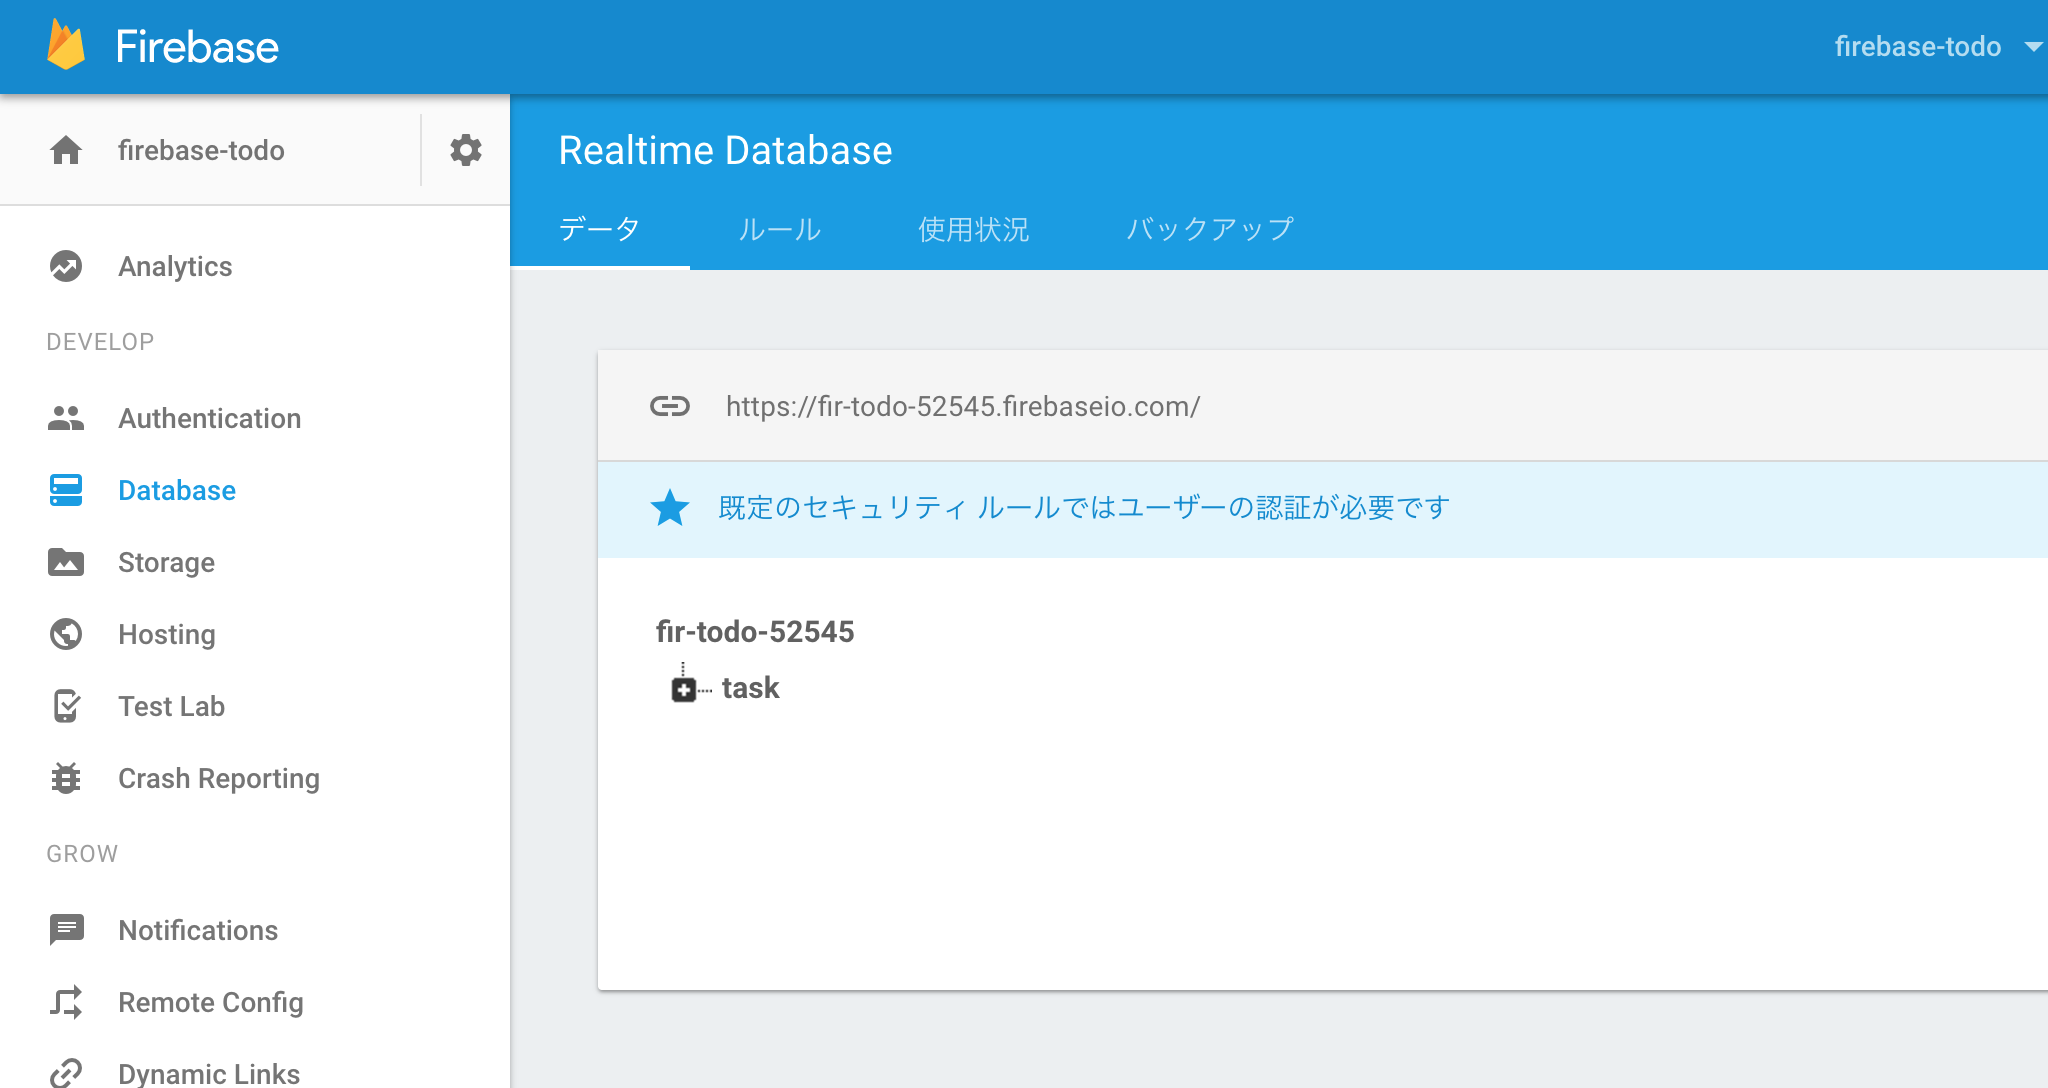 Firebase
firebase-todo
firebase-todo
Analytics
DEVELOP
Authentication
Database
Storage
Hosting
Test Lab
Crash Reporting
GROW
Notifications
Remote Config
Dynamic Links
Realtime Database
データ ルール 使用状況 バックアップ
https://fir-todo-52545.firebaseio.com/
既定のセキュリティ ルールではユーザーの認証が必要です
fir-todo-52545
task